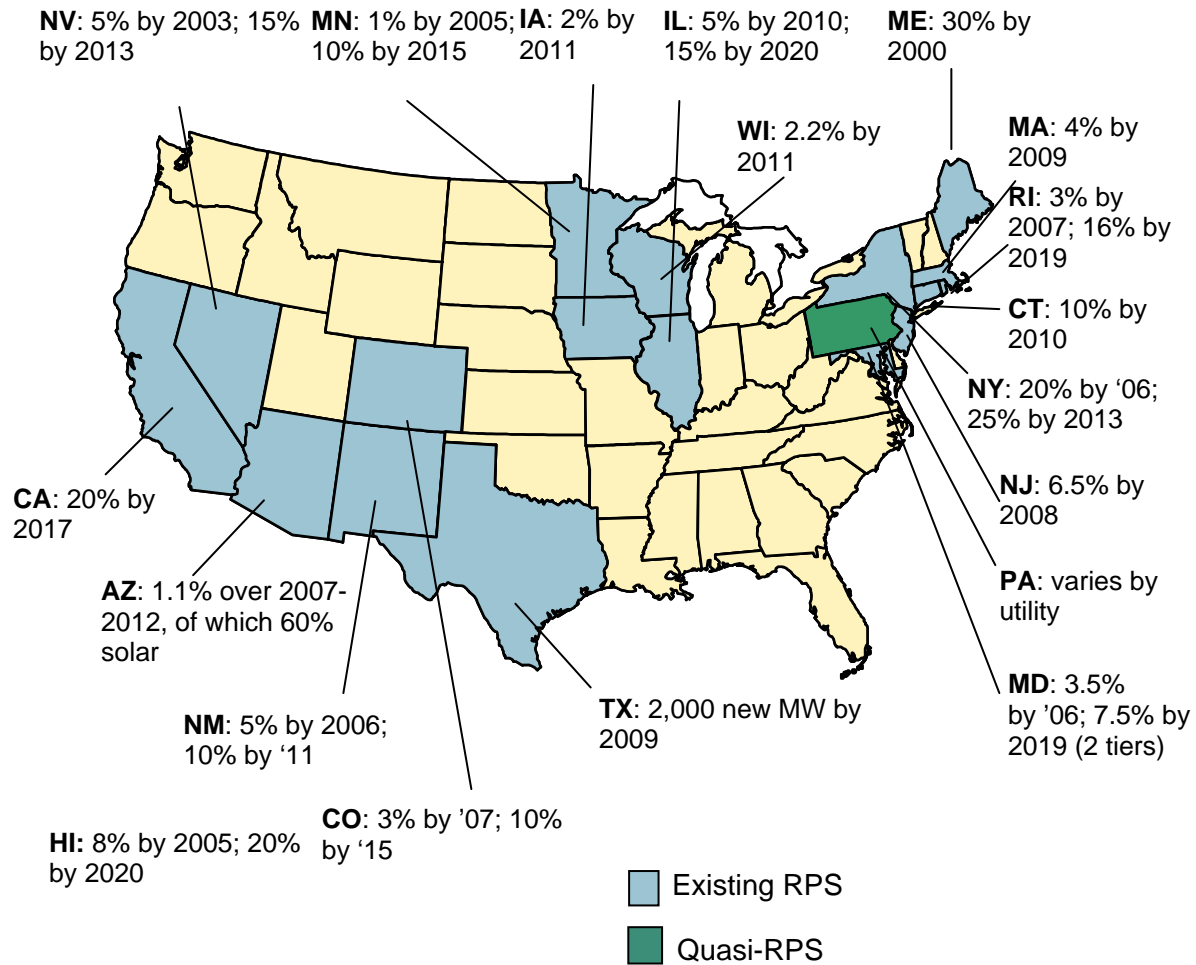 NV: 5% by 2003; 15%
by 2013
MN: 1% by 2005;
10% by 2015
IA: 2% by
2011
IL: 5% by 2010;
15% by 2020
ME: 30% by
2000
WI: 2.2% by
2011
MA: 4% by
2009
RI: 3% by
2007; 16% by
2019
CT: 10% by
2010
NY: 20% by ‘06;
25% by 2013
NJ: 6.5% by
2008
PA: varies by
utility
MD: 3.5%
by ’06; 7.5% by
2019 (2 tiers)
CA: 20% by
2017
AZ: 1.1% over 2007-
2012, of which 60%
solar
NM: 5% by 2006;
10% by ‘11
TX: 2,000 new MW by
2009
CO: 3% by ’07; 10%
by ‘15
HI: 8% by 2005; 20%
by 2020
Existing RPS
Quasi-RPS